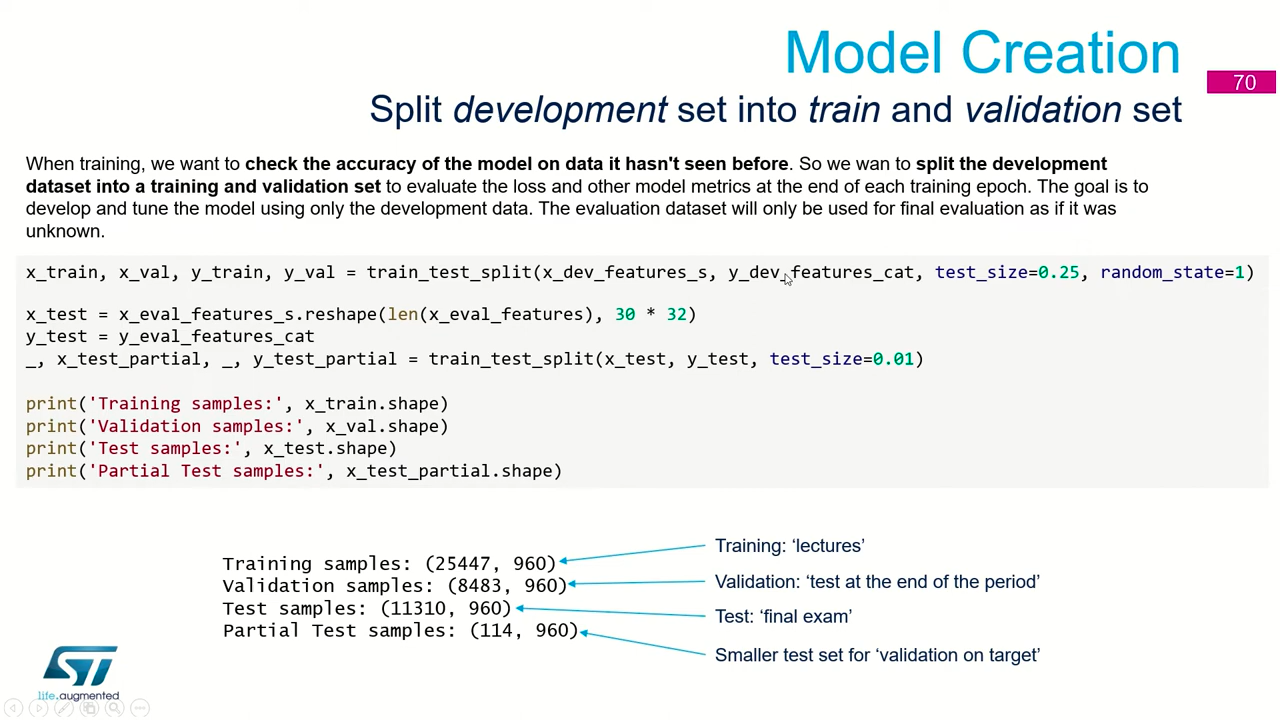 Model Creation
70
Split development set into train and validation set
When training, we want to check the accuracy of the model on data it hasn't seen before. So we wan to split the development
dataset into a training and validation set to evaluate the loss and other model metrics at the end of each training epoch. The goal is to
develop and tune the model using only the development data. The evaluation dataset will only be used for final evaluation as if it was
unknown.
x_train, x_val, y_train, y_val = train_test_split(x_dev_features_s, y_dev_features_cat, test_size=0.25, random_state=1)
x_test = x_eval_features_s.reshape(len(x_eval_features), 30 * 32)
y_test = y_eval_features_cat
_, x_test_partial, _, y_test_partial = train_test_split(x_test, y_test, test_size=0.01)
print('Training samples:', x_train.shape)
print('Validation samples:', x_val.shape)
print('Test samples:', x_test.shape)
print('Partial Test samples:', x_test_partial.shape)
Training samples: (25447, 960)
Validation samples: (8483, 960)
Test samples: (11310, 960)
Partial Test samples: (114, 960)
Training: ‘lectures’
Validation: ‘test at the end of the period’
Test: ‘final exam’
Smaller test set for ‘validation on target’
ST
life.augmented